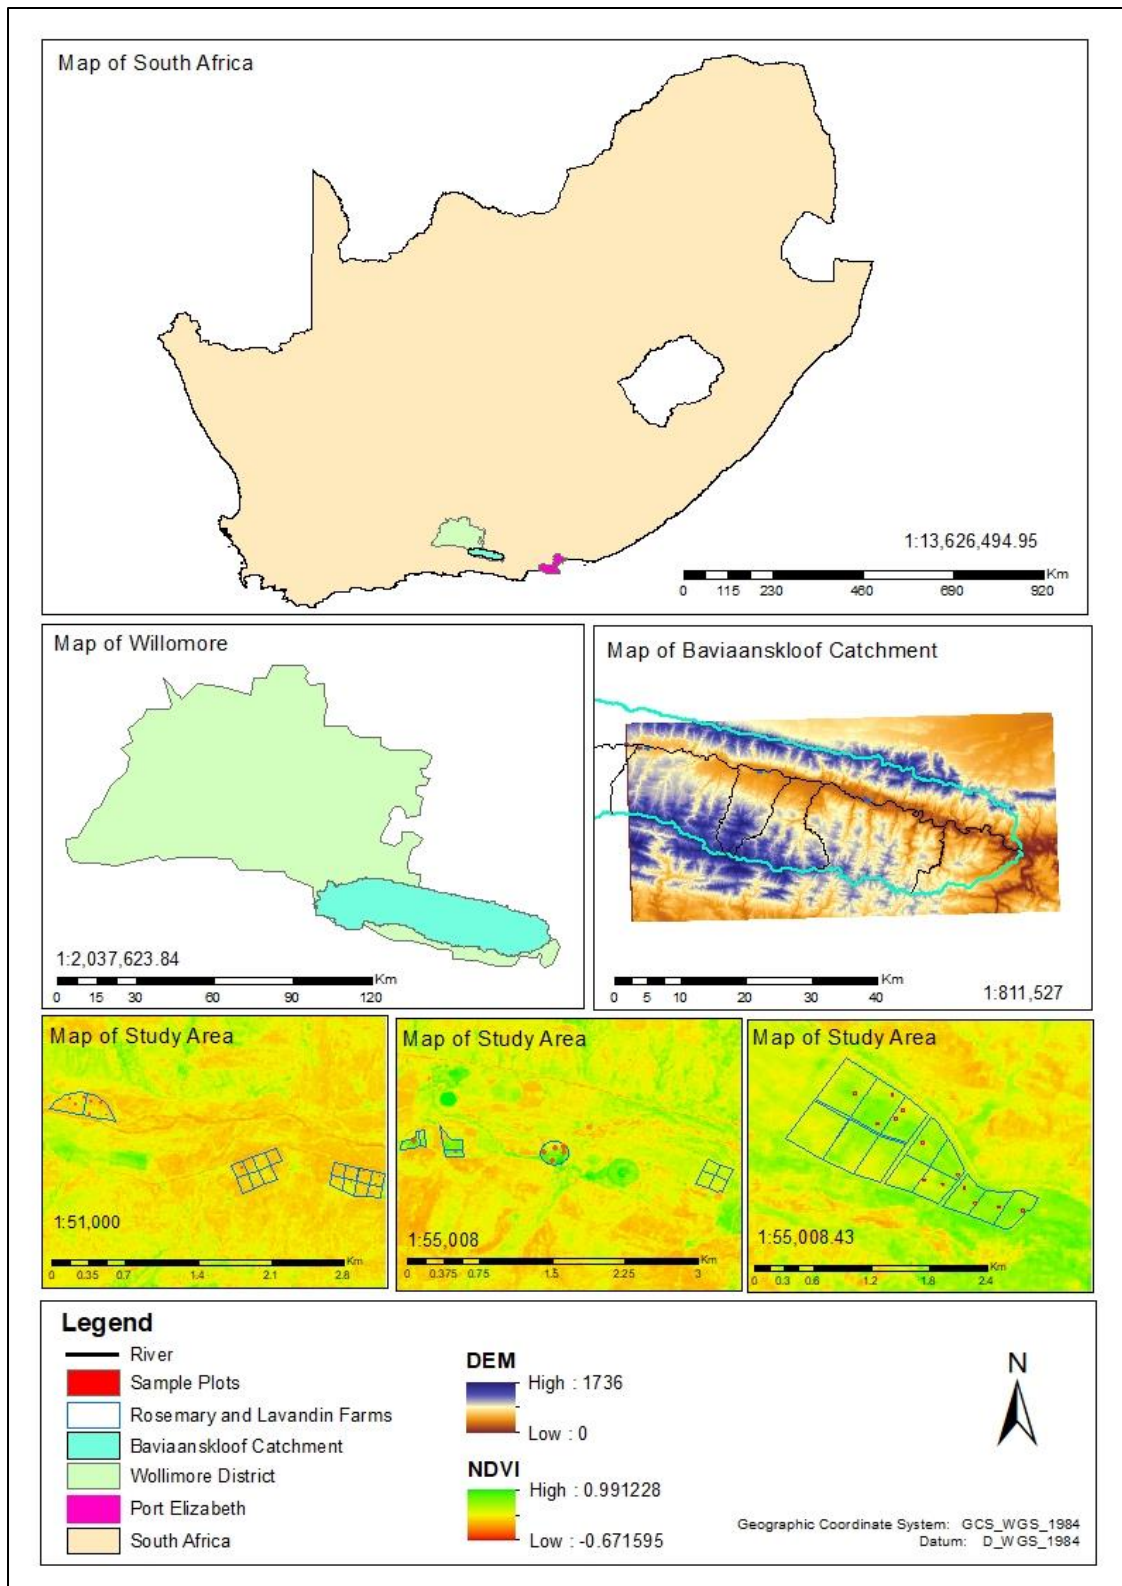 Map of South Africa
1:13,626,494.95
Km
0 115 230 460 690 920
Map of Willomore
1:2,037,623.84
Km
0 15 30 60 90 120
Map of Baviaanskloof Catchment
Km
0 5 10 20 30 40
1:811,527
Map of Study Area
1:51,000
Km
0 0.35 0.7 1.4 2.1 2.8
Map of Study Area
1:55,008
Km
0 0.375 0.75 1.5 2.25 3
Map of Study Area
1:55,008.43
Km
0 0.3 0.6 1.2 1.8 2.4
Legend
River
Sample Plots
Rosemary and Lavandin Farms
Baviaanskloof Catchment
Wollimore District
Port Elizabeth
South Africa
DEM
High : 1736
Low : 0
NDVI
High : 0.991228
Low : -0.671595
N
Geographic Coordinate System: GCS_WGS_1984
Datum: D_WGS_1984